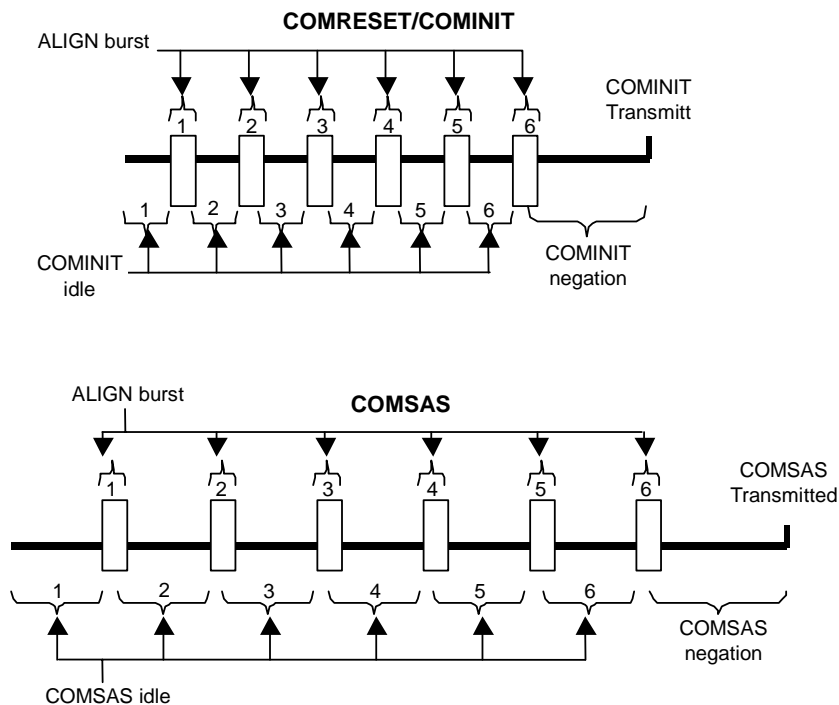 COMRESET/COMINIT
ALIGN burst
COMINIT
Transmitt
1 2 3 4 5 6
1 2 3 4 5 6
COMINIT
idle
COMINIT
negation
ALIGN burst
COMSAS
COMSAS
Transmitted
1 2 3 4 5 6
1 2 3 4 5 6
COMSAS
negation
COMSAS idle